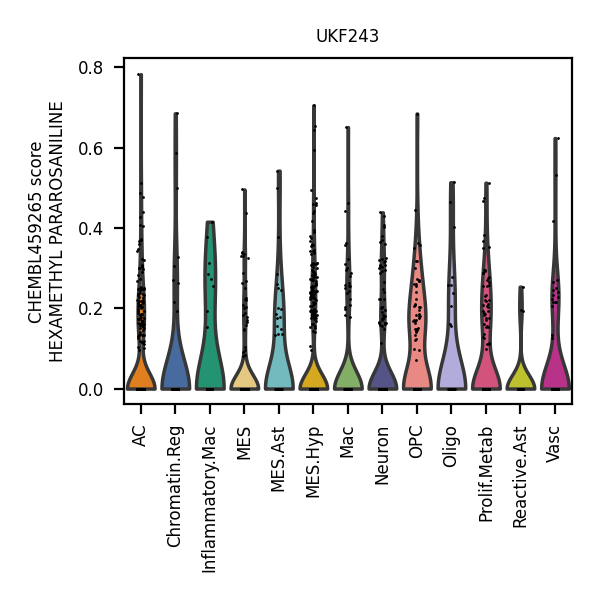 UKF243
CHEMBL459265 score
HEXAMETHYL PARAROSANILINE
0.8
0.6
0.4
0.2
0.0
AC
Chromatin.Reg
Inflammatory.Mac
MES
MES.Ast
MES.Hyp
Mac
Neuron
OPC
Oligo
Prolif.Metab
Reactive.Ast
Vasc